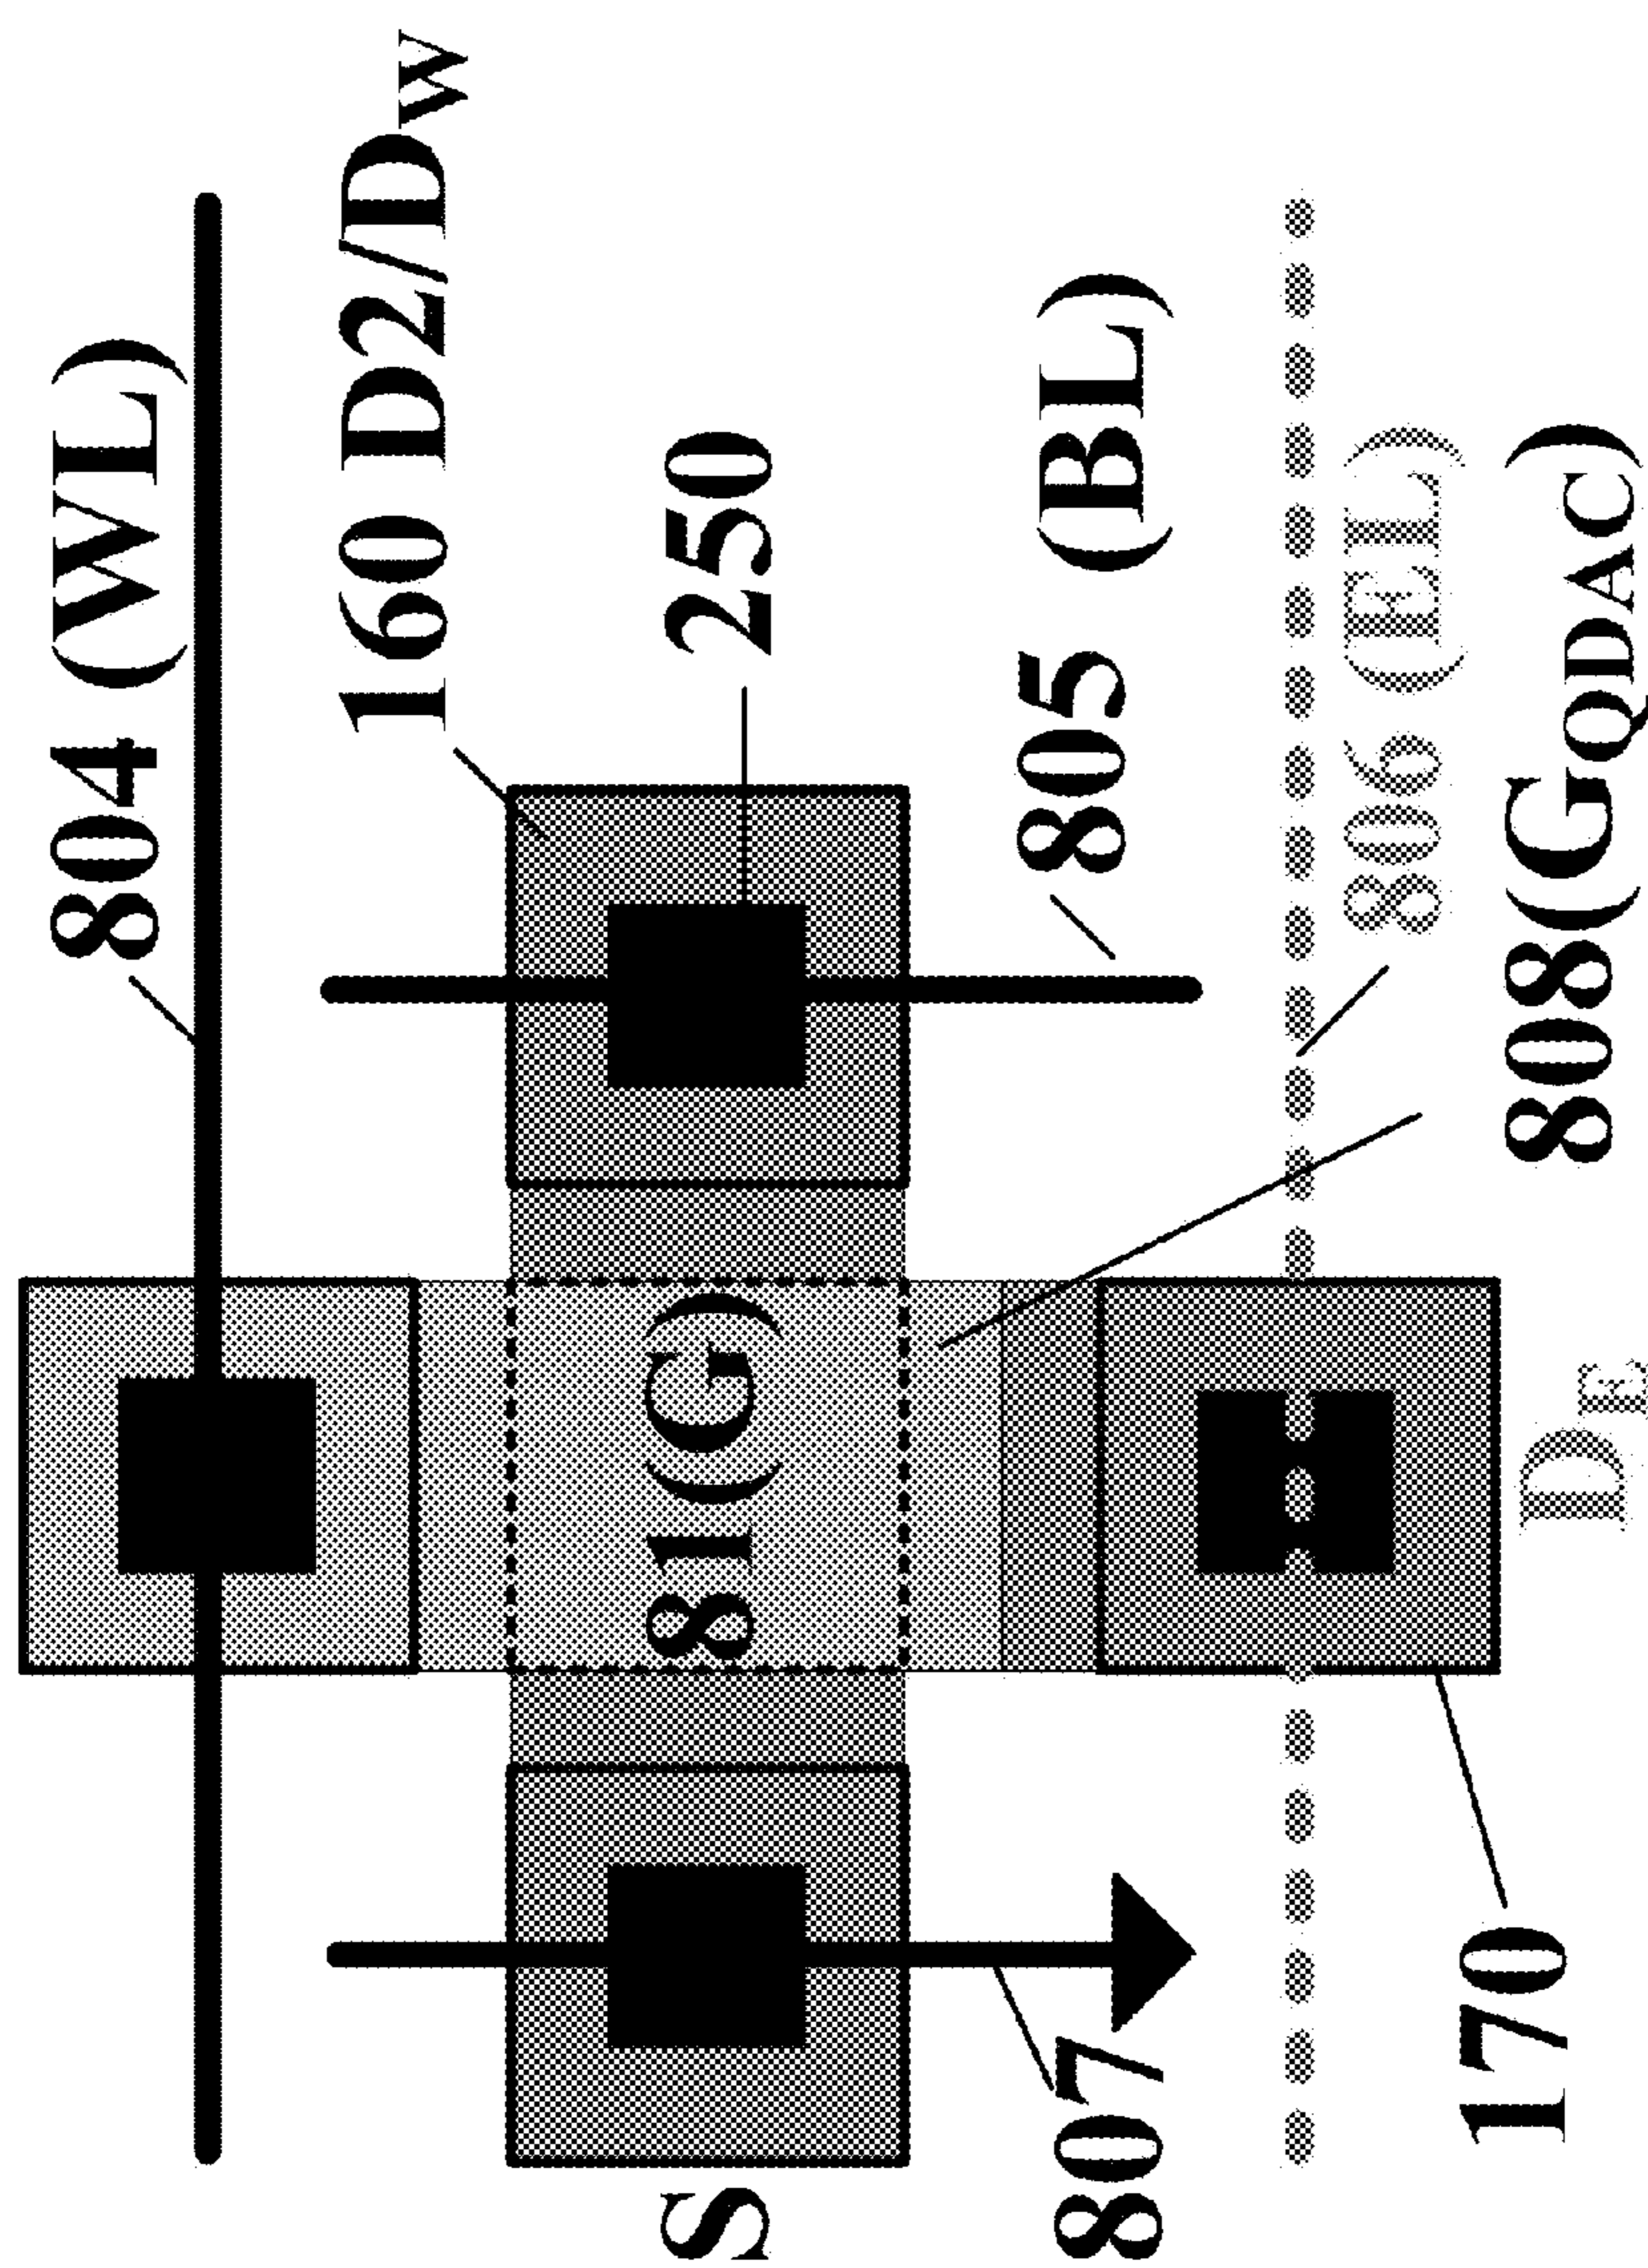 804 (WL)
160 D2/DW
250
805 (BL)
806 (EL)
808(GQDAC)
81(G)
S
807
170
DE